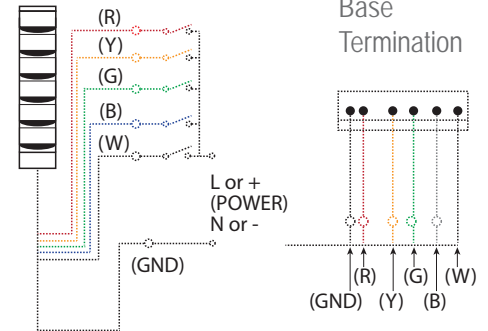 (R)
(Y)
(G)
(B)
(W)
L or +
(POWER)
N or -
(GND)
Base
Termination
(R) (G) (W)
(GND) (Y) (B)